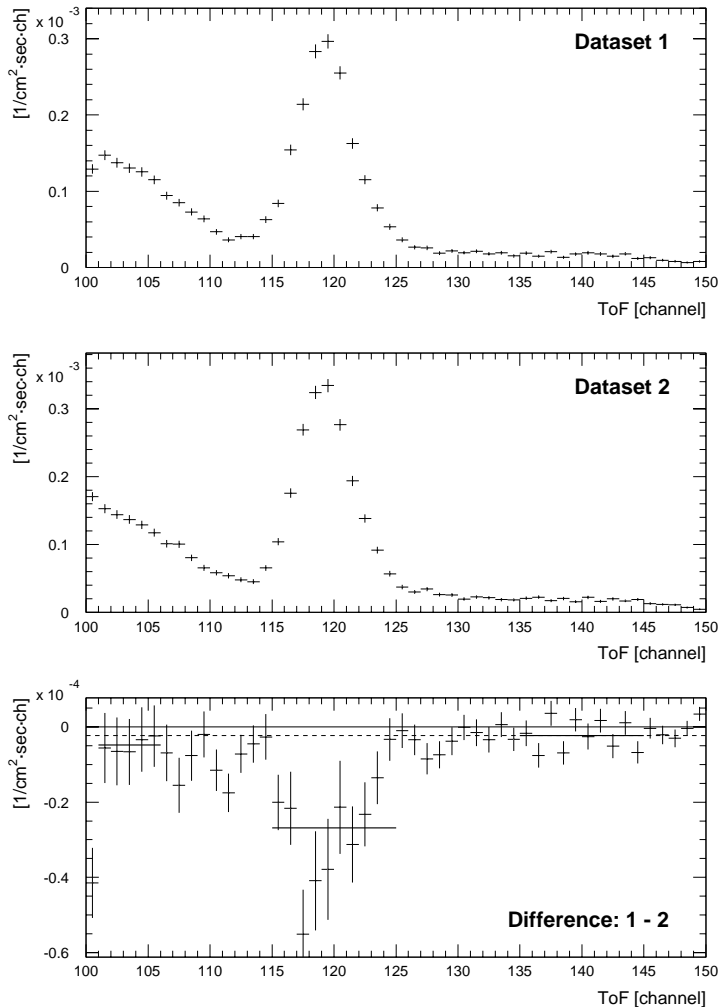 x 10 -3
[1/cm2·sec·ch]
Dataset 1
0.3
0.2
0.1
0
100 105 110 115 120 125 130 135 140 145 150
ToF [channel]
x 10 -3
[1/cm2·sec·ch]
Dataset 2
0.3
0.2
0.1
0
100 105 110 115 120 125 130 135 140 145 150
ToF [channel]
x 10 -4
[1/cm2·sec·ch]
0
-0.2
-0.4
-0.6
Difference: 1 - 2
100 105 110 115 120 125 130 135 140 145 150
ToF [channel]